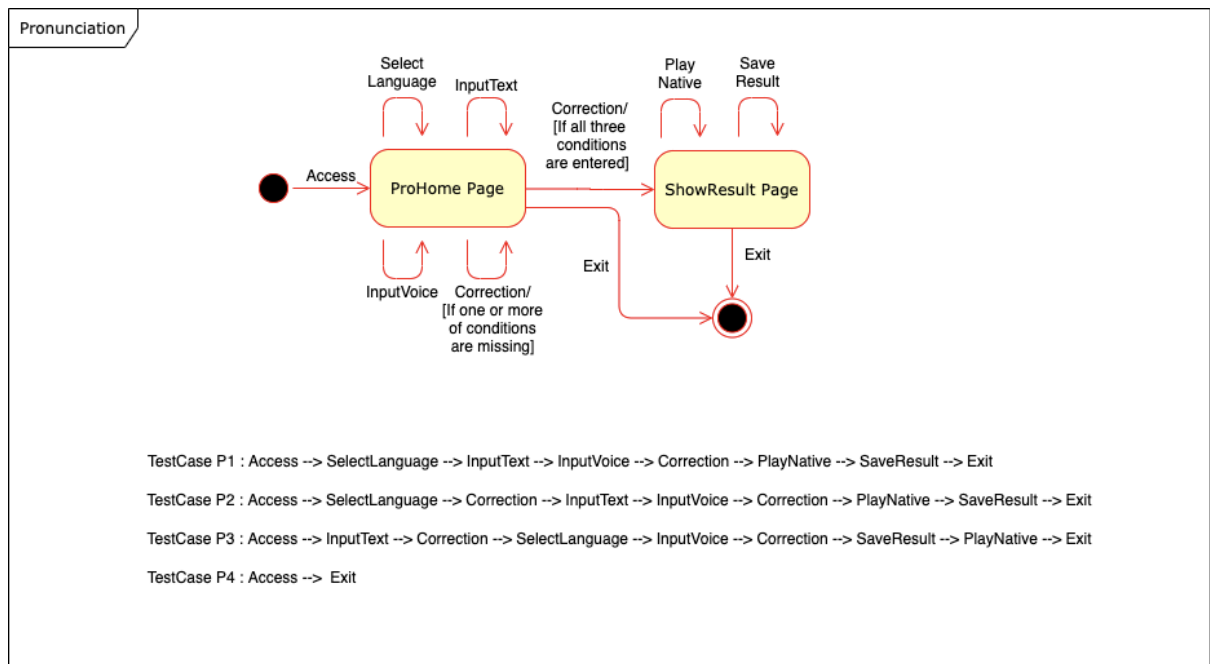 Pronunciation
Select
Language
InputText
Play
Native
Save
Result
Correction/
[If all three
conditions
are entered]
Access
ProHome Page
ShowResult Page
Exit
Exit
InputVoice
Correction/
[If one or more
of conditions
are missing]
TestCase P1 : Access --> SelectLanguage --> InputText --> InputVoice --> Correction --> PlayNative --> SaveResult --> Exit
TestCase P2 : Access --> SelectLanguage --> Correction --> InputText --> InputVoice --> Correction --> PlayNative --> SaveResult --> Exit
TestCase P3 : Access --> InputText --> Correction --> SelectLanguage --> InputVoice --> Correction --> SaveResult --> PlayNative --> Exit
TestCase P4 : Access --> Exit